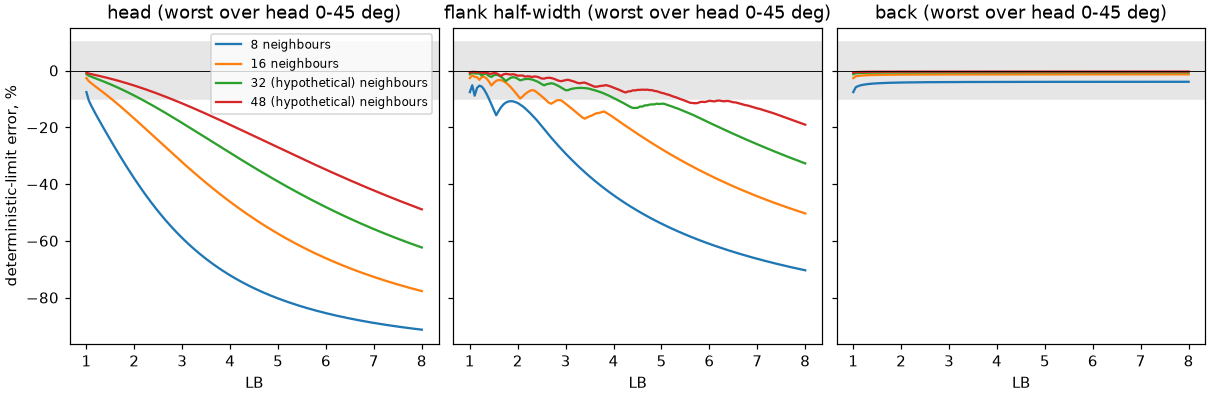 head (worst over head 0-45 deg)
flank half-width (worst over head 0-45 deg)
back (worst over head 0-45 deg)
deterministic-limit error, %
0
−20
−40
−60
−80
8 neighbours
16 neighbours
32 (hypothetical) neighbours
48 (hypothetical) neighbours
1 2 3 4 5 6 7 8
1 2 3 4 5 6 7 8
1 2 3 4 5 6 7 8
LB
LB
LB